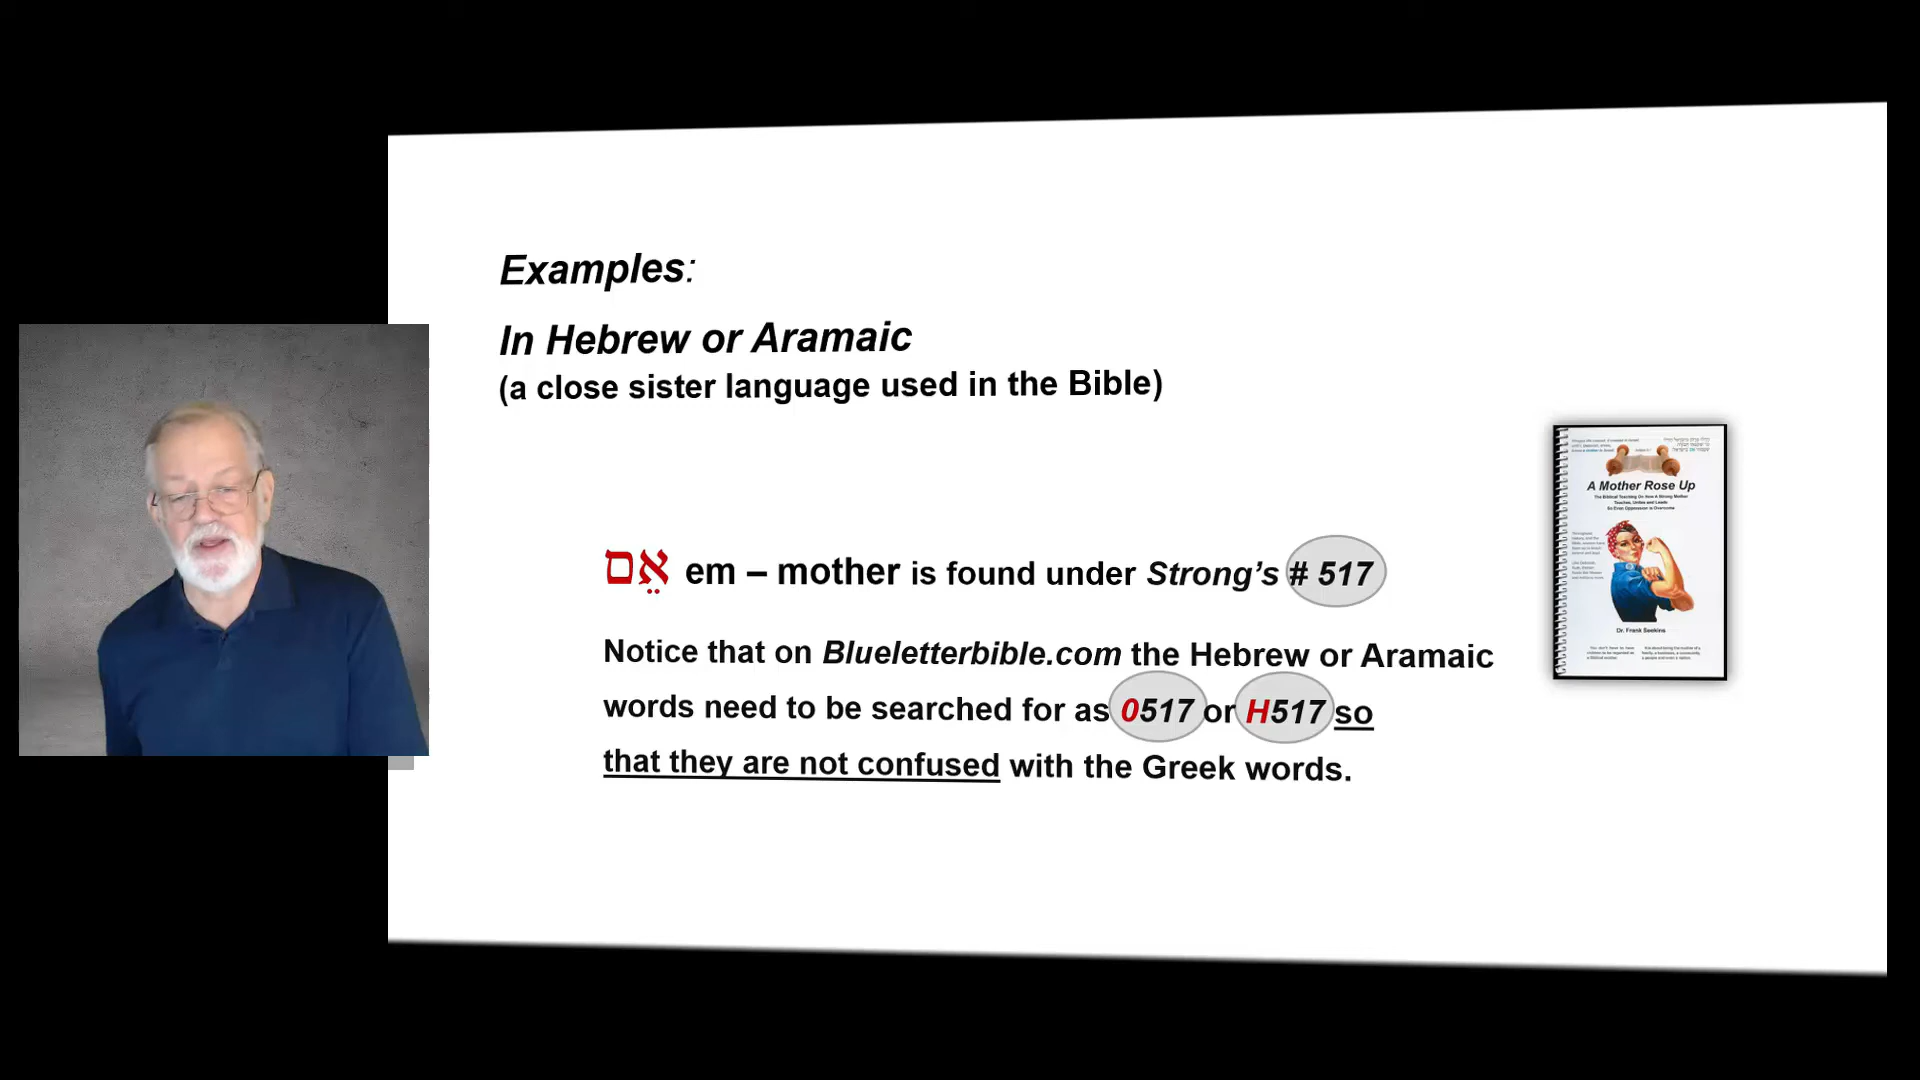 Examples:
In Hebrew or Aramaic
(a close sister language used in the Bible)
אֵם em – mother is found under Strong’s # 517
Notice that on Blueletterbible.com the Hebrew or Aramaic
words need to be searched for as 0517 or H517 so
that they are not confused with the Greek words.
A Mother Rose Up
The Biblical Teaching On How A Strong Mother
Teaches, Unites and Leads
So Even Oppression is Overcome
Dr. Frank Seekins